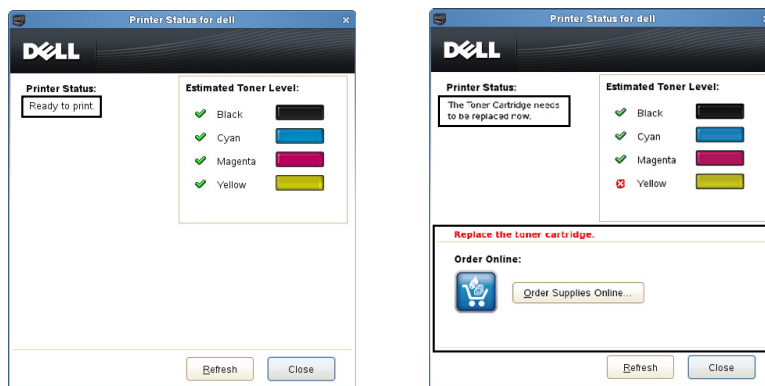 Printer Status for dell
DELL
Printer Status:
Ready to print.
Estimated Toner Level:
Black
Cyan
Magenta
Yellow
Refresh
Close
Printer Status for dell
DELL
Printer Status:
The Toner Cartridge needs
to be replaced now.
Estimated Toner Level:
Black
Cyan
Magenta
Yellow
Replace the toner cartridge.
Order Online:
Order Supplies Online...
Refresh
Close